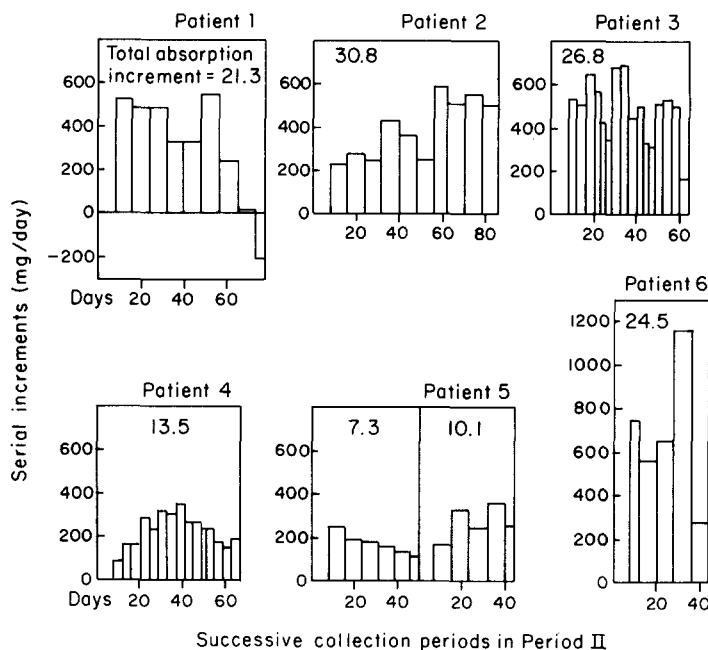 Patient 1
Patient 2
Patient 3
Total absorption
increment = 21.3
30.8
26.8
600
400
200
0
-200
600
400
200
0
600
400
200
0
Days 20 40 60
20 40 60 80
20 40 60
Serial increments (mg/day)
Patient 4
Patient 5
Patient 6
13.5
7.3
10.1
24.5
600
400
200
0
600
400
200
0
1200
1000
800
600
400
200
0
Days 20 40 60
20 40 20 40
20 40
Successive collection periods in Period II